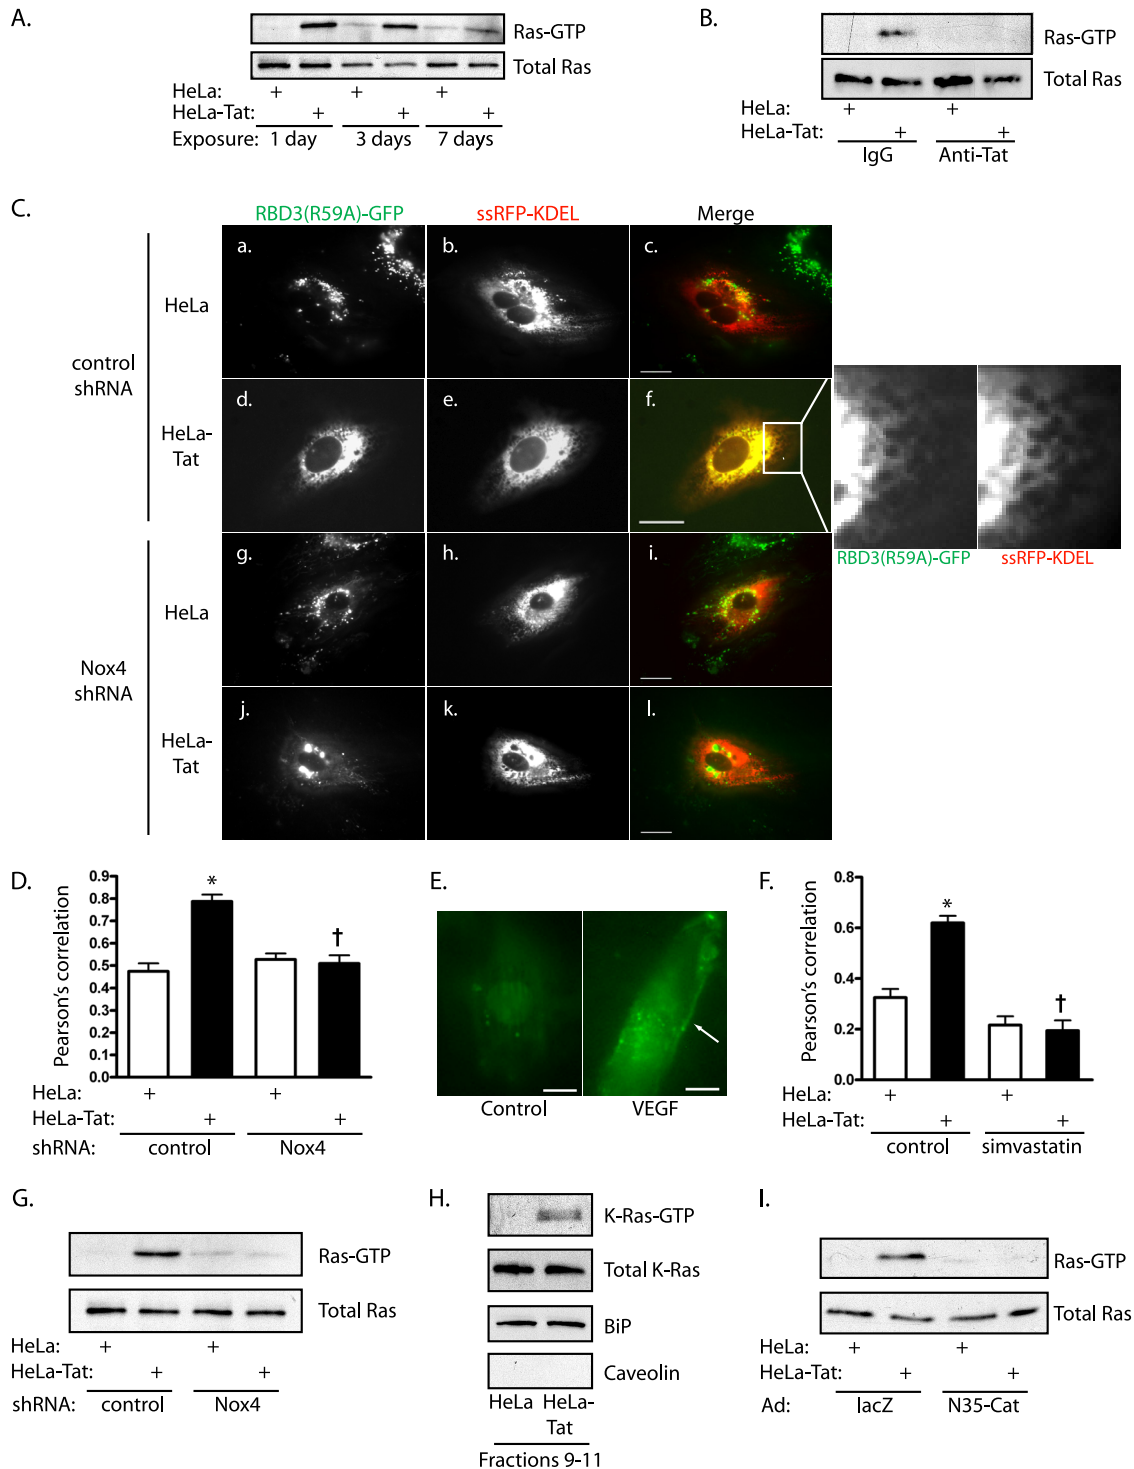 A.
Ras-GTP
Total Ras
HeLa: + + +
HeLa-Tat: + + +
Exposure: 1 day 3 days 7 days
B.
Ras-GTP
Total Ras
HeLa: + +
HeLa-Tat: + +
IgG Anti-Tat
C.
RBD3(R59A)-GFP ssRFP-KDEL Merge
control
shRNA
HeLa
a. b. c.
HeLa-
Tat
d. e. f.
RBD3(R59A)-GFP ssRFP-KDEL
Nox4
shRNA
HeLa
g. h. i.
HeLa-
Tat
j. k. l.
D.
Pearson's correlation
0.9
0.8
0.7
0.6
0.5
0.4
0.3
0.2
0.1
0.0
* †
HeLa: + +
HeLa-Tat: + +
shRNA: control Nox4
E.
Control VEGF
F.
Pearson's correlation
0.8
0.6
0.4
0.2
0.0
* †
HeLa: + +
HeLa-Tat: + +
control simvastatin
G.
Ras-GTP
Total Ras
HeLa: + +
HeLa-Tat: + +
shRNA: control Nox4
H.
K-Ras-GTP
Total K-Ras
BiP
Caveolin
HeLa HeLa-
Tat
Fractions 9-11
I.
Ras-GTP
Total Ras
HeLa: + +
HeLa-Tat: + +
Ad: lacZ N35-Cat